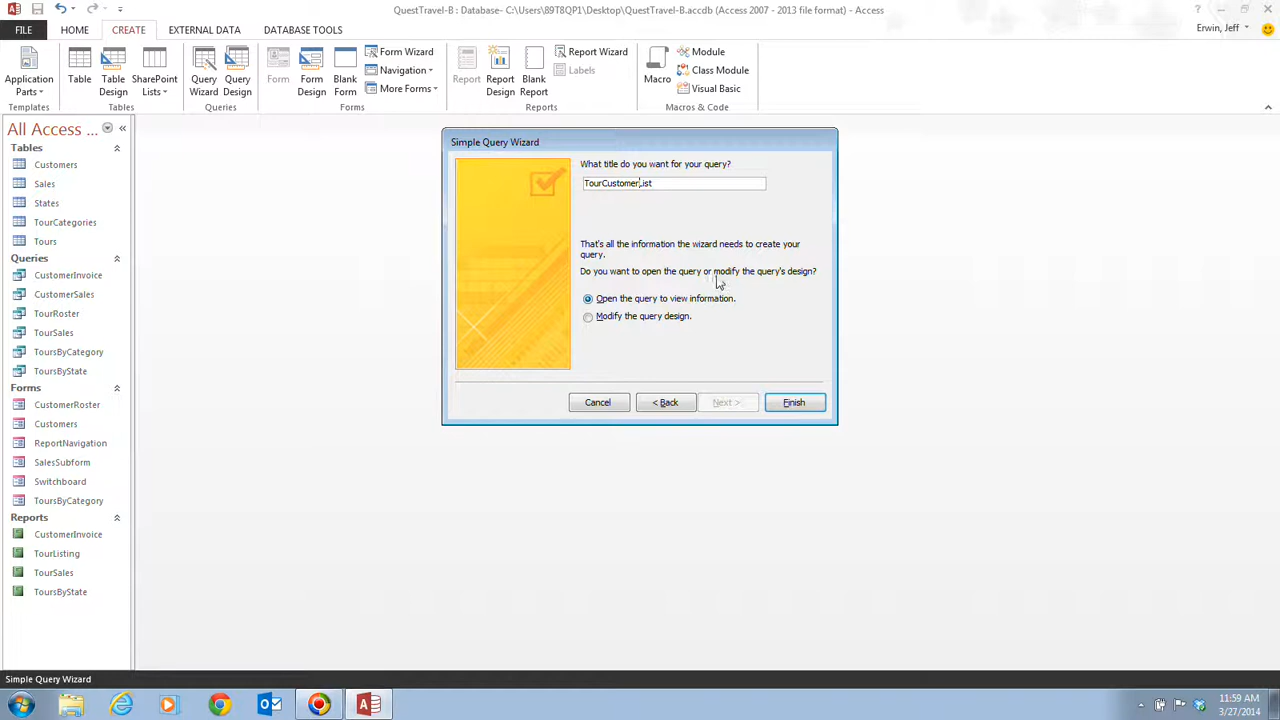 QuestTravel-B : Database- C:\Users\89T8QP1\Desktop\QuestTravel-B.accdb (Access 2007 - 2013 file format) - Access
FILE HOME CREATE EXTERNAL DATA DATABASE TOOLS
Erwin, Jeff
Application Parts
Table
Table Design
SharePoint Lists
Query Wizard
Query Design
Form
Form Design
Blank Form
Form Wizard
Navigation
More Forms
Report
Report Design
Blank Report
Report Wizard
Labels
Macro
Module
Class Module
Visual Basic
Templates Tables Queries Forms Reports Macros & Code
All Access ...
Tables
Customers
Sales
States
TourCategories
Tours
Queries
CustomerInvoice
CustomerSales
TourRoster
TourSales
ToursByCategory
ToursByState
Forms
CustomerRoster
Customers
ReportNavigation
SalesSubform
Switchboard
ToursByCategory
Reports
CustomerInvoice
TourListing
TourSales
ToursByState
Simple Query Wizard
What title do you want for your query?
TourCustomerList
That's all the information the wizard needs to create your
query.
Do you want to open the query or modify the query's design?
Open the query to view information.
Modify the query design.
Cancel < Back Next > Finish
Simple Query Wizard
11:59 AM
3/27/2014